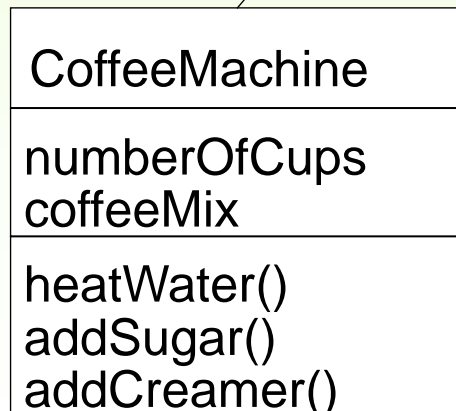 CoffeeMachine
numberOfCups
coffeeMix
heatWater()
addSugar()
addCreamer()